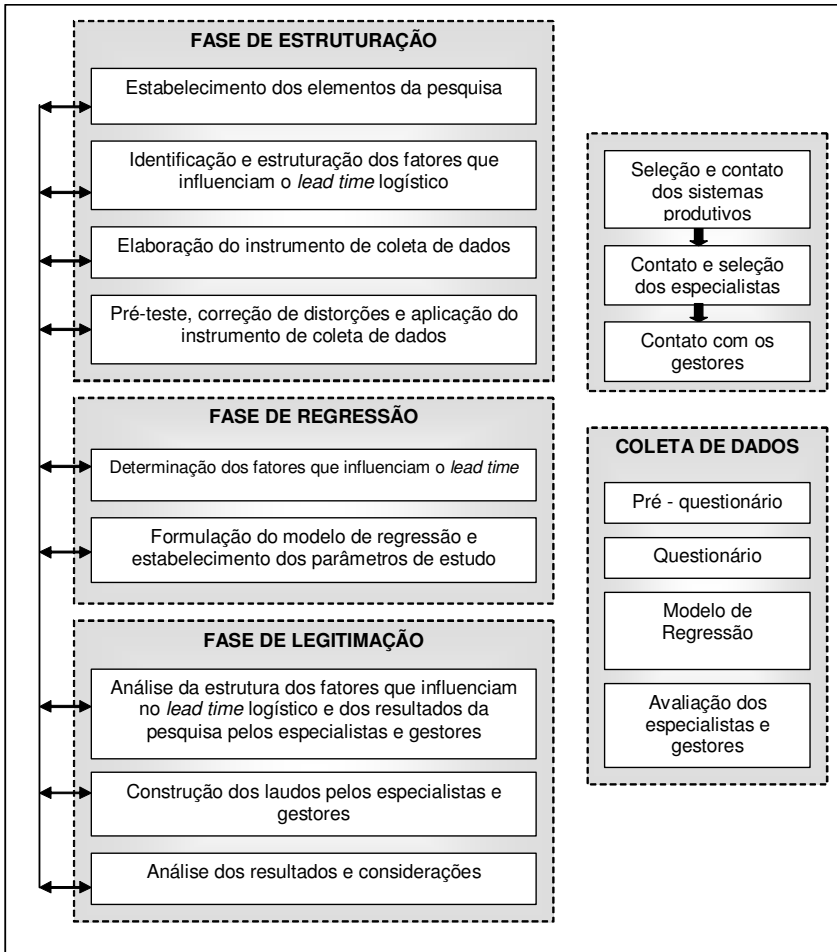 FASE DE ESTRUTURAÇÃO
Estabelecimento dos elementos da pesquisa
Identificação e estruturação dos fatores que
influenciam o lead time logístico
Elaboração do instrumento de coleta de dados
Pré-teste, correção de distorções e aplicação do
instrumento de coleta de dados
FASE DE REGRESSÃO
Determinação dos fatores que influenciam o lead time
Formulação do modelo de regressão e
estabelecimento dos parâmetros de estudo
FASE DE LEGITIMAÇÃO
Análise da estrutura dos fatores que influenciam
no lead time logístico e dos resultados da
pesquisa pelos especialistas e gestores
Construção dos laudos pelos especialistas e
gestores
Análise dos resultados e considerações
Seleção e contato
dos sistemas
produtivos
Contato e seleção
dos especialistas
Contato com os
gestores
COLETA DE DADOS
Pré - questionário
Questionário
Modelo de
Regressão
Avaliação dos
especialistas e
gestores